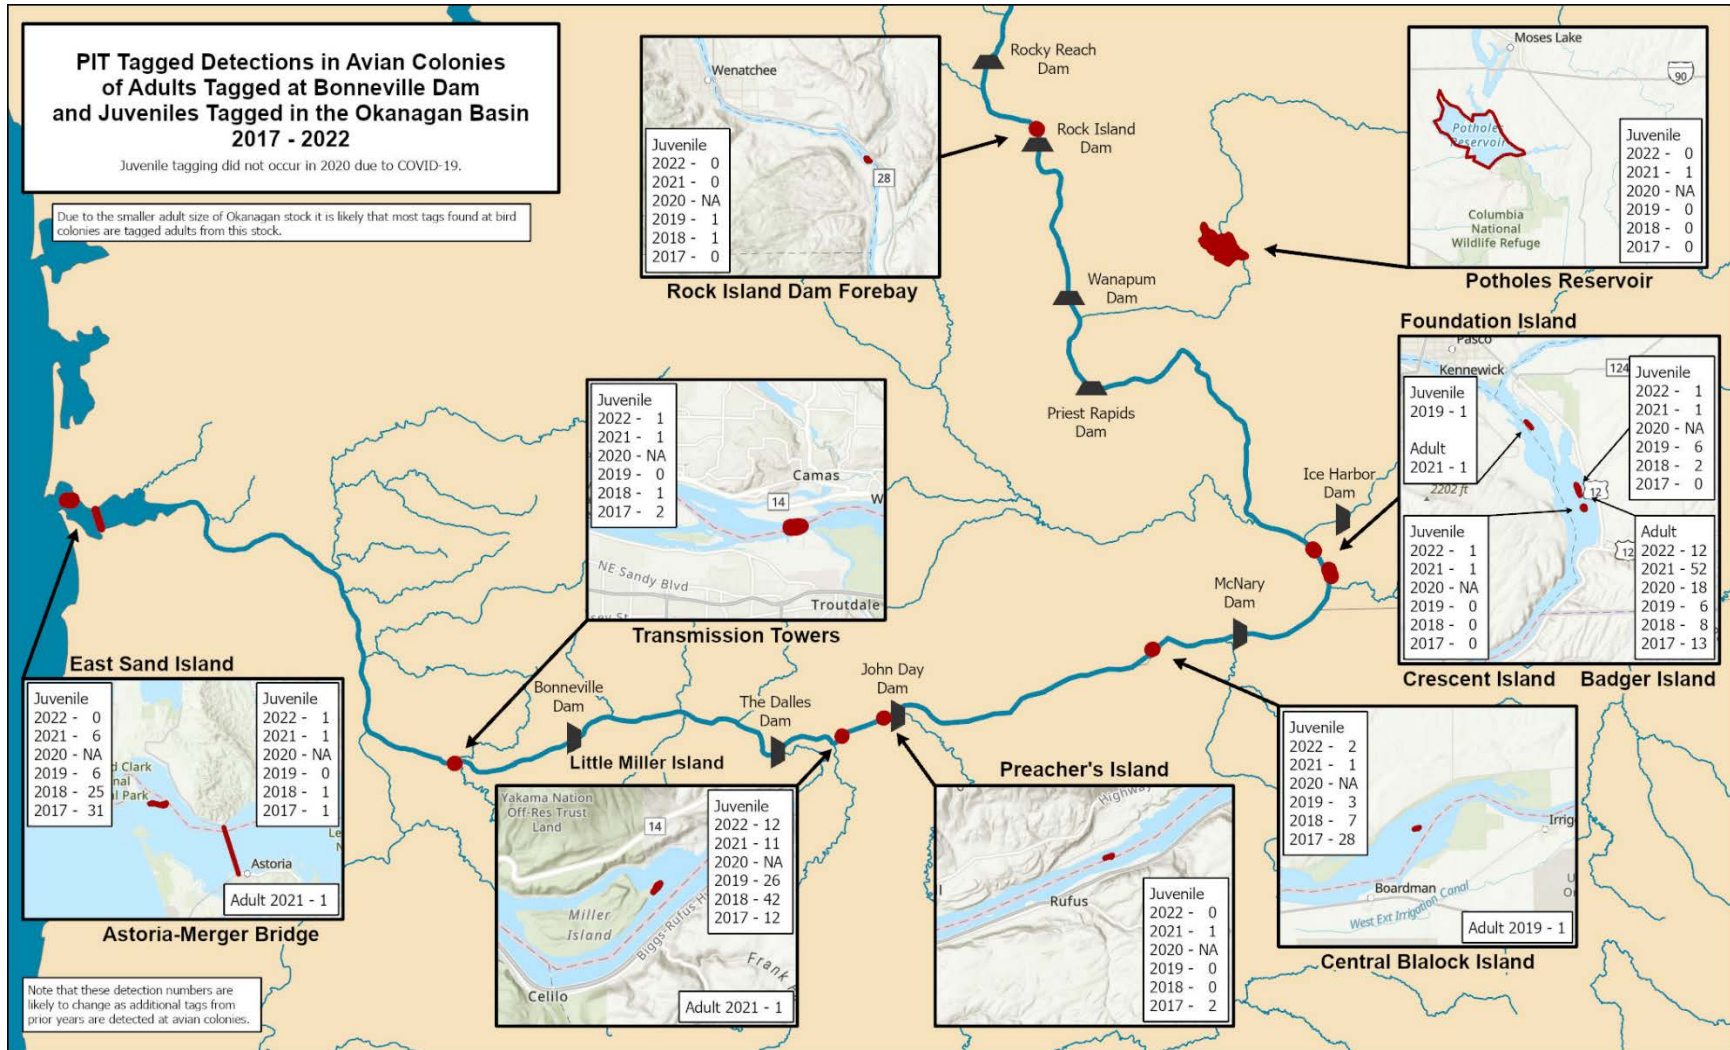 PIT Tagged Detections in Avian Colonies
of Adults Tagged at Bonneville Dam
and Juveniles Tagged in the Okanagan Basin
2017 - 2022
Juvenile tagging did not occur in 2020 due to COVID-19.
Due to the smaller adult size of Okanagan stock it is likely that most tags found at bird
colonies are tagged adults from this stock.
Wenatchee
28
Juvenile
2022 - 0
2021 - 0
2020 - NA
2019 - 1
2018 - 1
2017 - 0
Rock Island Dam Forebay
Rocky Reach
Dam
Rock Island
Dam
Wanapum
Dam
Priest Rapids
Dam
Moses Lake
90
Potholes
Reservoir
Columbia
National
Wildlife Refuge
Juvenile
2022 - 0
2021 - 1
2020 - NA
2019 - 0
2018 - 0
2017 - 0
Potholes Reservoir
Foundation Island
Pasco
Kennewick
124
Juvenile
2019 - 1
Adult
2021 - 1
2202 ft
Juvenile
2022 - 1
2021 - 1
2020 - NA
2019 - 6
2018 - 2
2017 - 0
12
12
Juvenile
2022 - 1
2021 - 1
2020 - NA
2019 - 0
2018 - 0
2017 - 0
Adult
2022 - 12
2021 - 52
2020 - 18
2019 - 6
2018 - 8
2017 - 13
Crescent Island
Badger Island
Ice Harbor
Dam
McNary
Dam
Juvenile
2022 - 1
2021 - 1
2020 - NA
2019 - 0
2018 - 1
2017 - 2
Camas
14
W
NE Sandy Blvd
sey St
Troutdale
Transmission Towers
East Sand Island
Juvenile
2022 - 0
2021 - 6
2020 - NA
2019 - 6
2018 - 25
2017 - 31
Juvenile
2022 - 1
2021 - 1
2020 - NA
2019 - 0
2018 - 1
2017 - 1
d Clark
nal
al Park
Le
Astoria
Adult 2021 - 1
Astoria-Merger Bridge
Bonneville
Dam
The Dalles
Dam
John Day
Dam
Little Miller Island
Yakama Nation
Off-Res Trust
Land
14
Juvenile
2022 - 12
2021 - 11
2020 - NA
2019 - 26
2018 - 42
2017 - 12
Miller
Island
Biggs-Rufus H
Frank
Celilo
Adult 2021 - 1
Preacher's Island
Highway
Rufus
Juvenile
2022 - 0
2021 - 1
2020 - NA
2019 - 0
2018 - 0
2017 - 2
Juvenile
2022 - 2
2021 - 1
2020 - NA
2019 - 3
2018 - 7
2017 - 28
Irrig
Boardman
West Ext Irrigation Canal
U
Adult 2019 - 1
Central Blalock Island
Note that these detection numbers are
likely to change as additional tags from
prior years are detected at avian colonies.